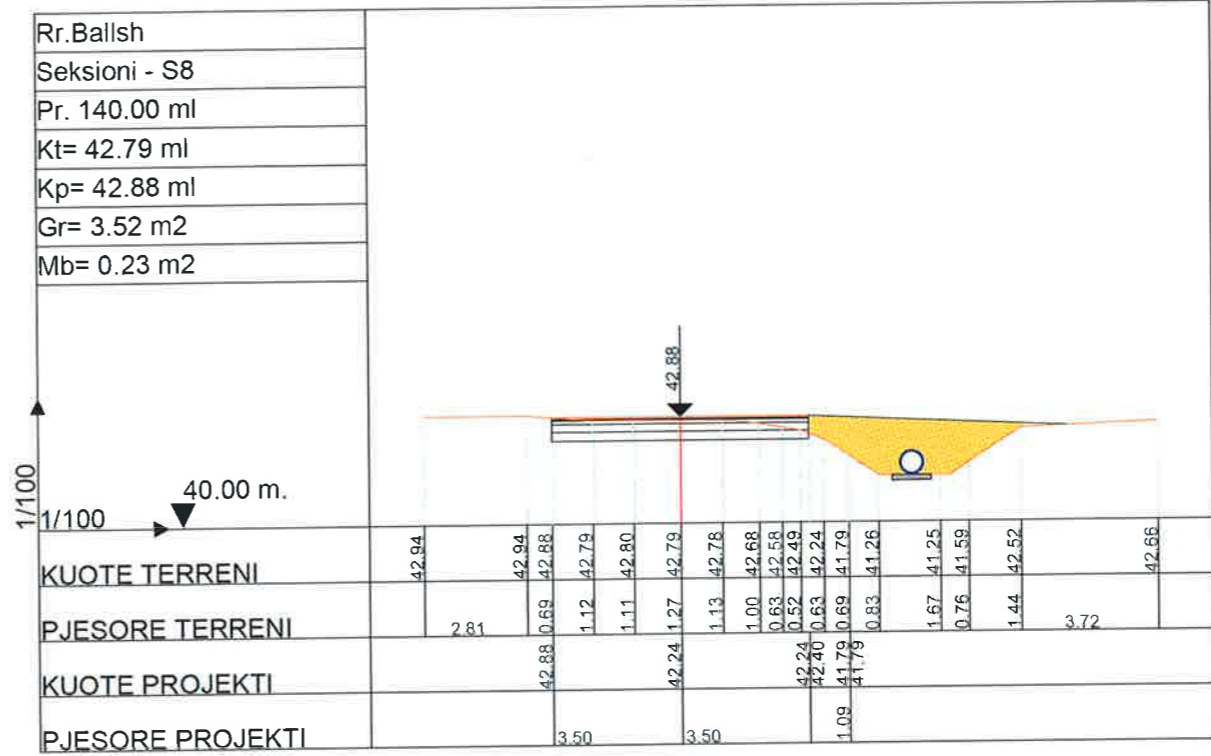 Rr.Ballsh
Seksioni - S8
Pr. 140.00 ml
Kt= 42.79 ml
Kp= 42.88 ml
Gr= 3.52 m2
Mb= 0.23 m2
42.88
1/100
1/100
40.00 m.
KUOTE TERRENI 42.94 42.94 42.88 42.79 42.80 42.79 42.78 42.68 42.58 42.49 42.24 41.79 41.26 41.25 41.59 42.52 42.66
PJESORE TERRENI 2.81 0.69 1.12 1.11 1.27 1.13 1.00 0.63 0.52 0.63 0.69 0.83 1.67 0.76 1.44 3.72
KUOTE PROJEKTI 42.88 42.24 42.24 42.40 41.79 41.79
PJESORE PROJEKTI 3.50 3.50 1.09